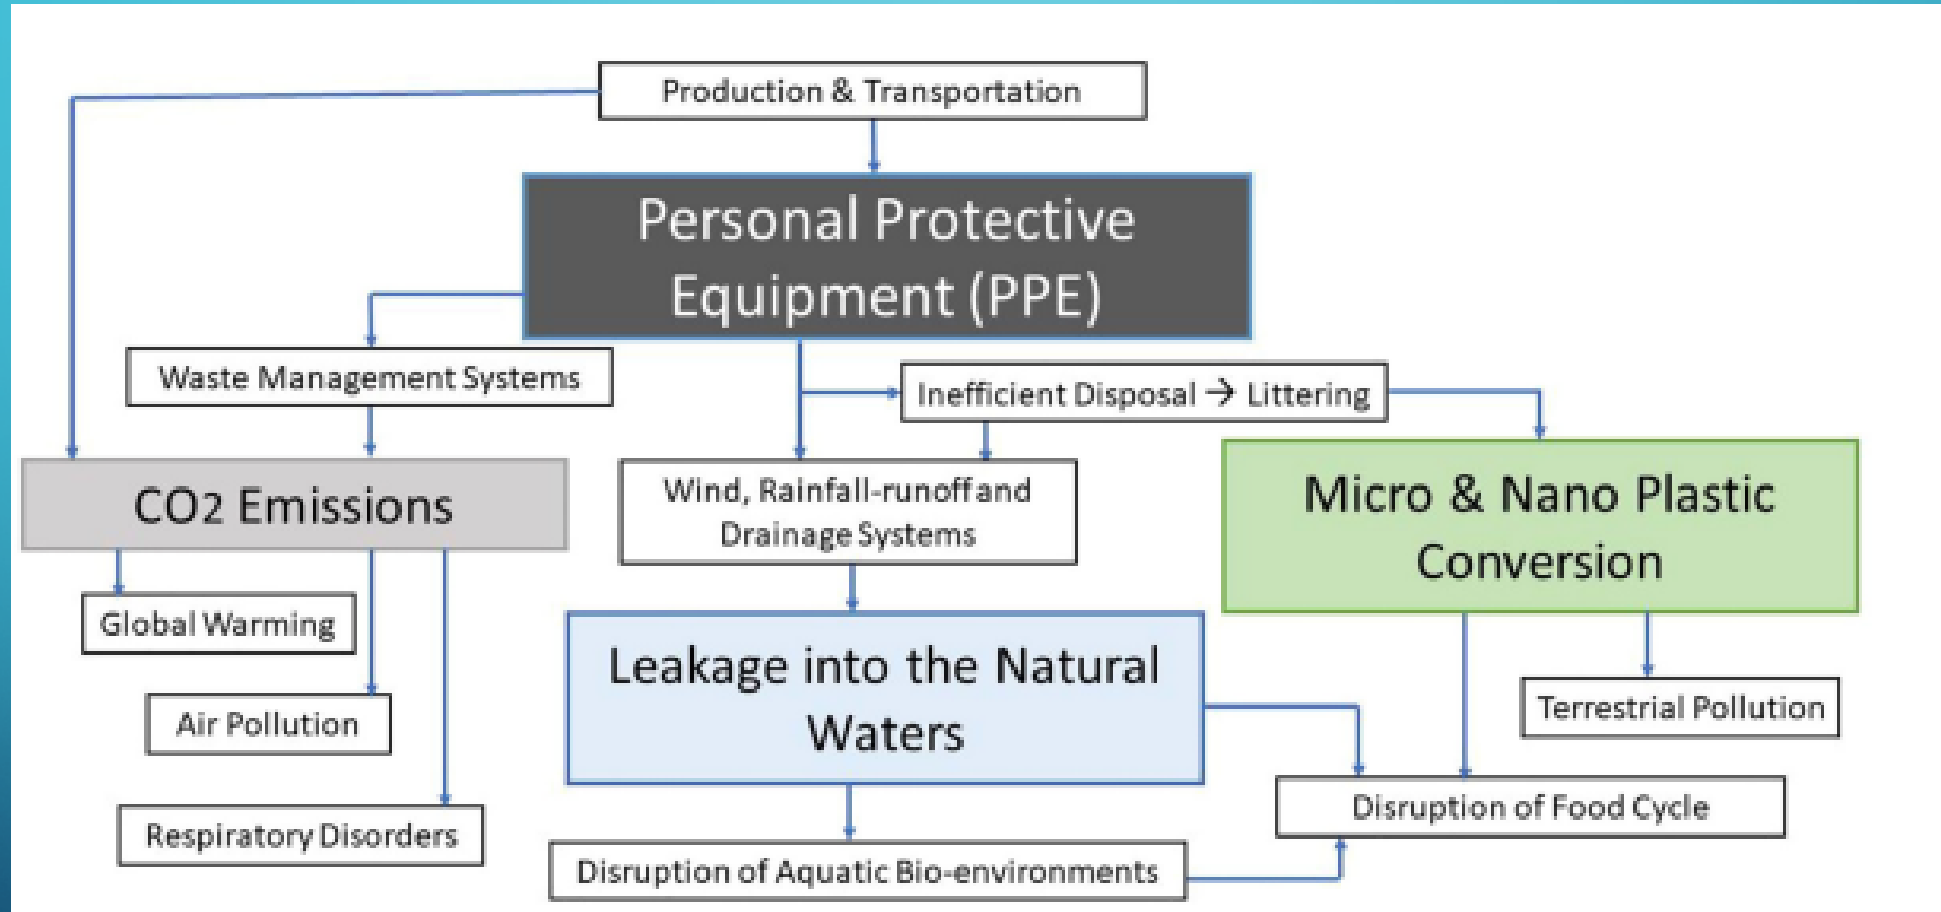 Production & Transportation
Personal Protective
Equipment (PPE)
Waste Management Systems
Inefficient Disposal → Littering
CO2 Emissions
Wind, Rainfall-runoff and
Drainage Systems
Micro & Nano Plastic
Conversion
Global Warming
Leakage into the Natural
Waters
Air Pollution
Terrestrial Pollution
Respiratory Disorders
Disruption of Food Cycle
Disruption of Aquatic Bio-environments